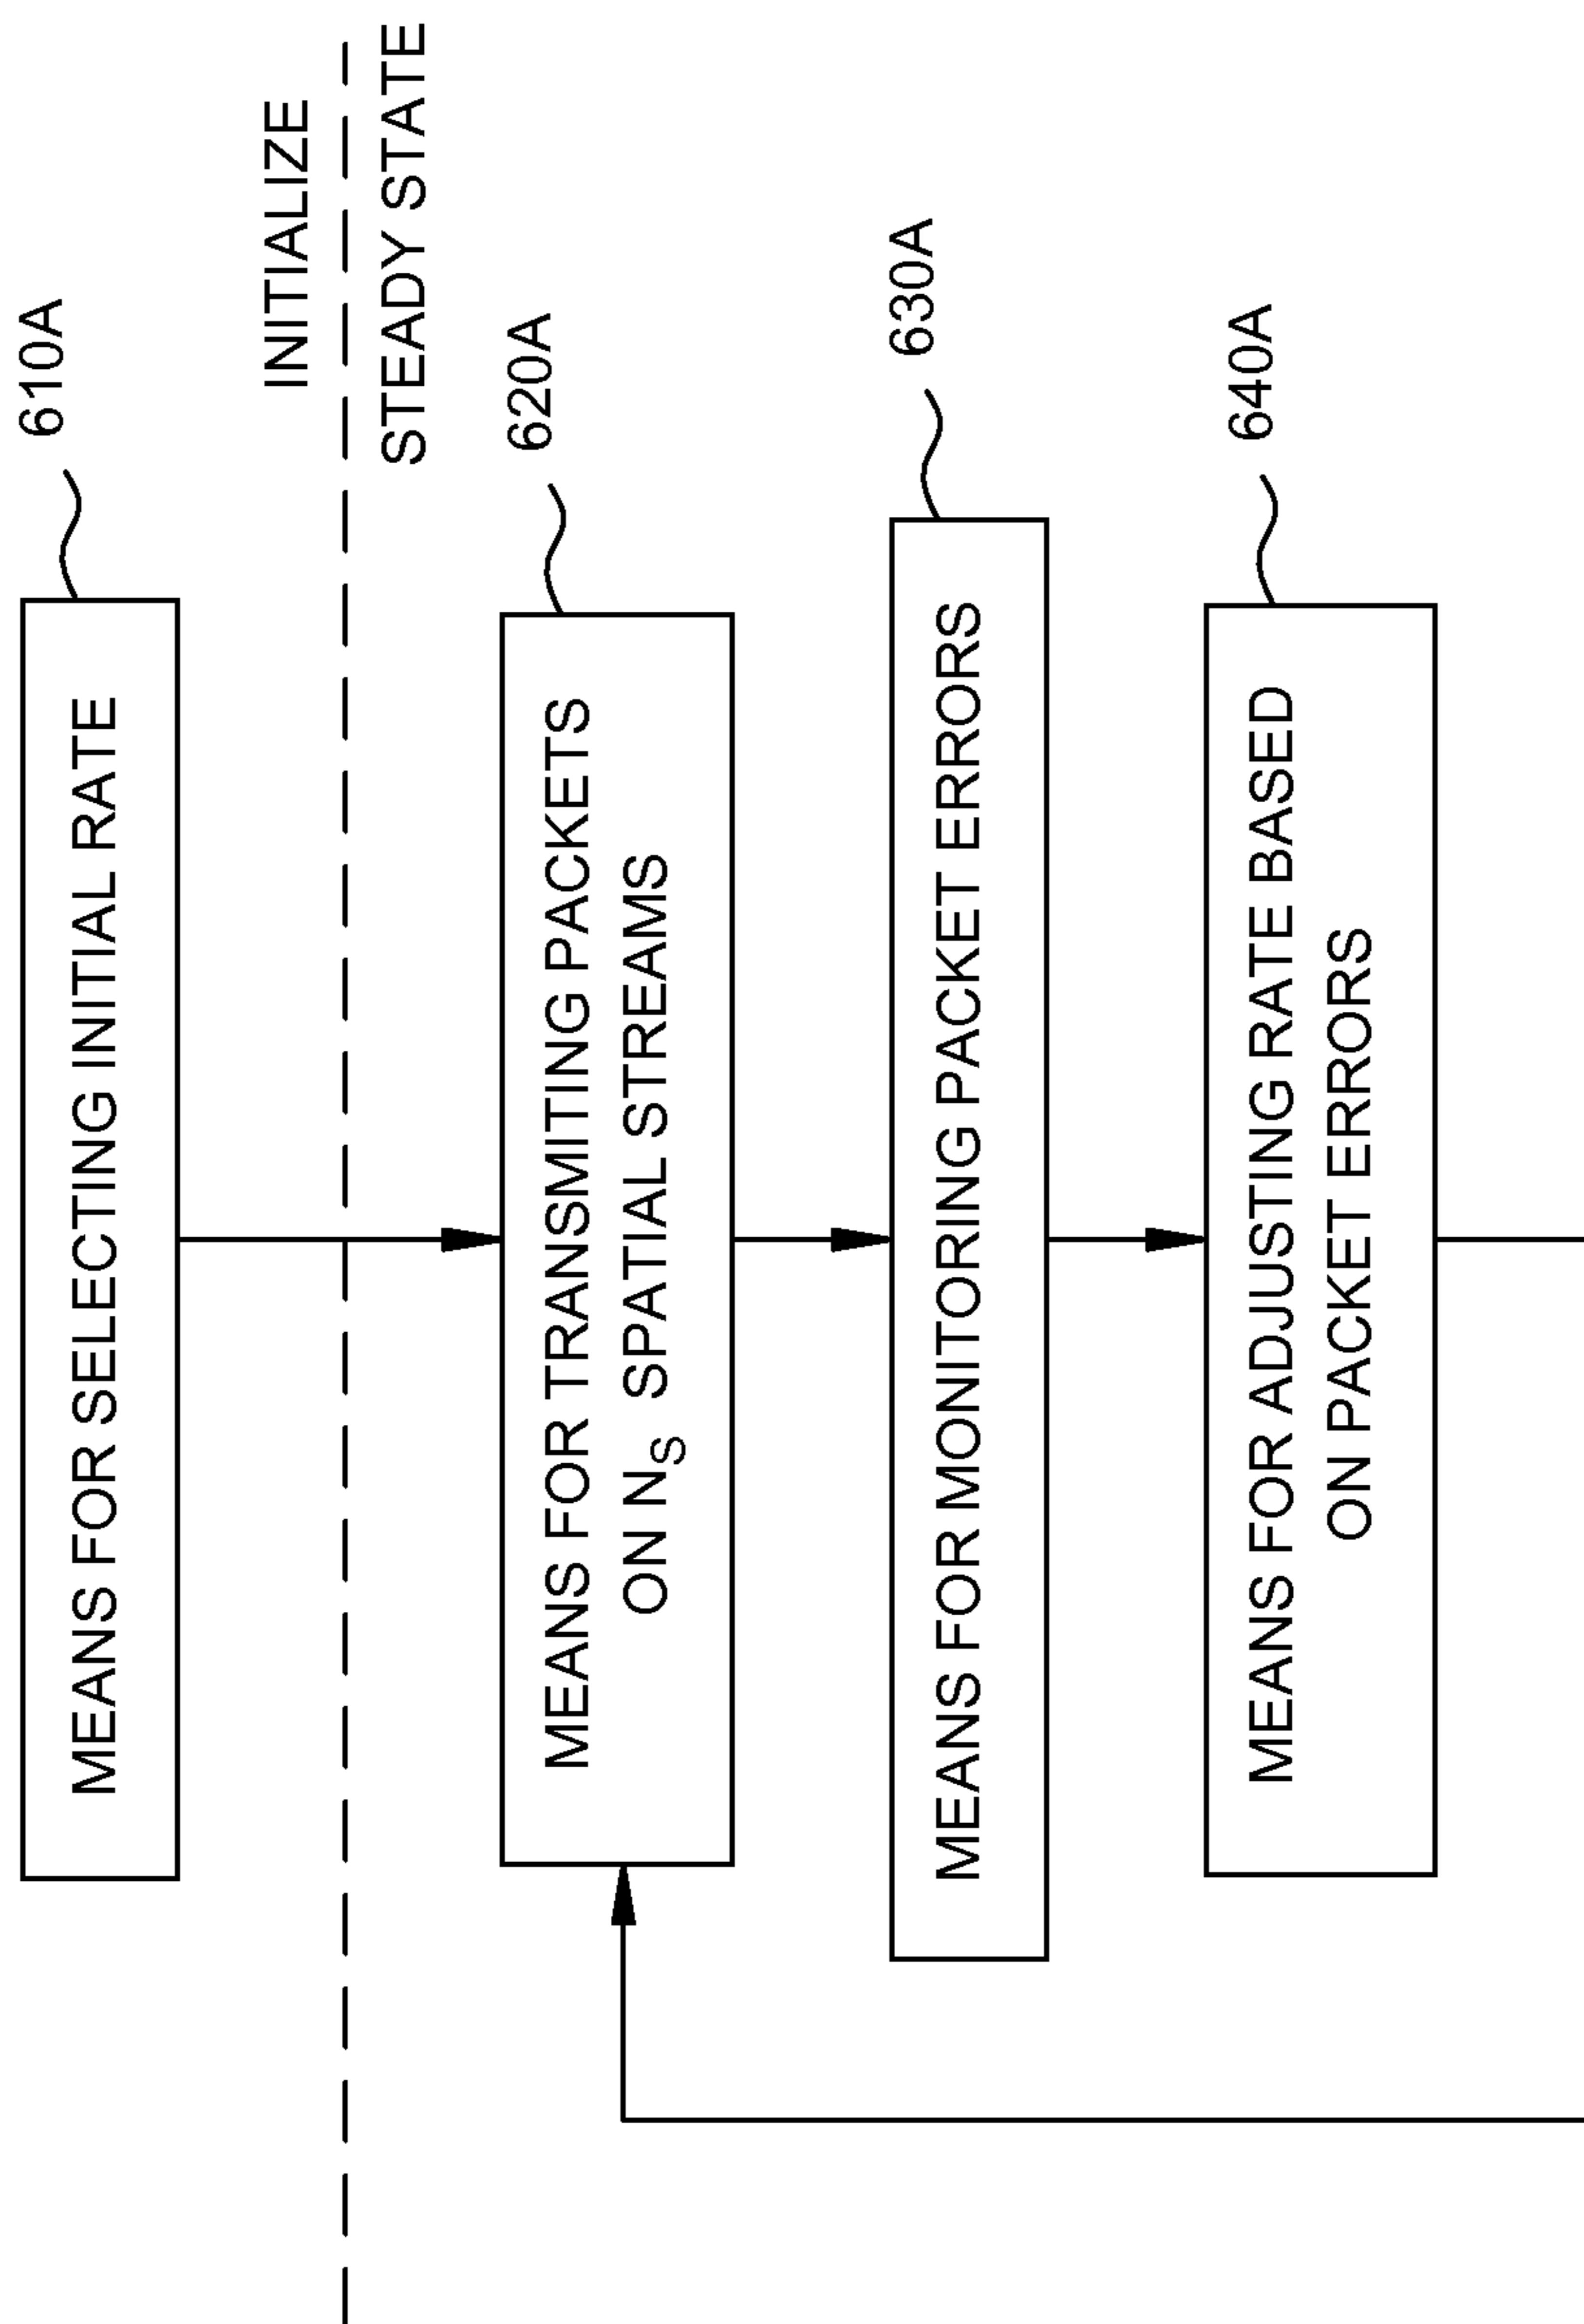 610A
MEANS FOR SELECTING INITIAL RATE
INITIALIZE
STEADY STATE
620A
MEANS FOR TRANSMITING PACKETS
ON NS SPATIAL STREAMS
630A
MEANS FOR MONITORING PACKET ERRORS
640A
MEANS FOR ADJUSTING RATE BASED
ON PACKET ERRORS